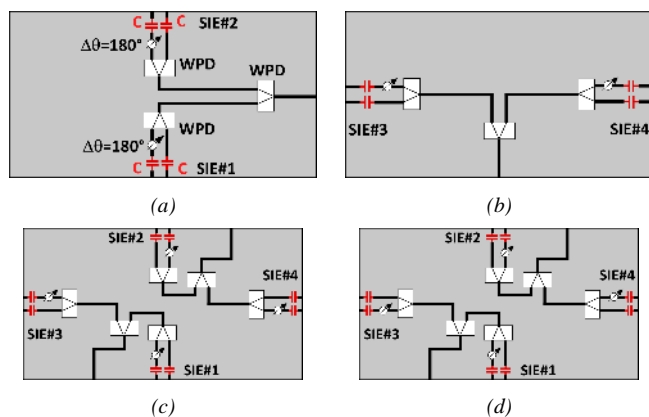 C C SIE#2
Δθ=180°
WPD
WPD
WPD
Δθ=180°
C C SIE#1
SIE#3
SIE#4
(a)
(b)
SIE#2
SIE#4
SIE#3
SIE#1
SIE#2
SIE#4
SIE#3
SIE#1
(c)
(d)